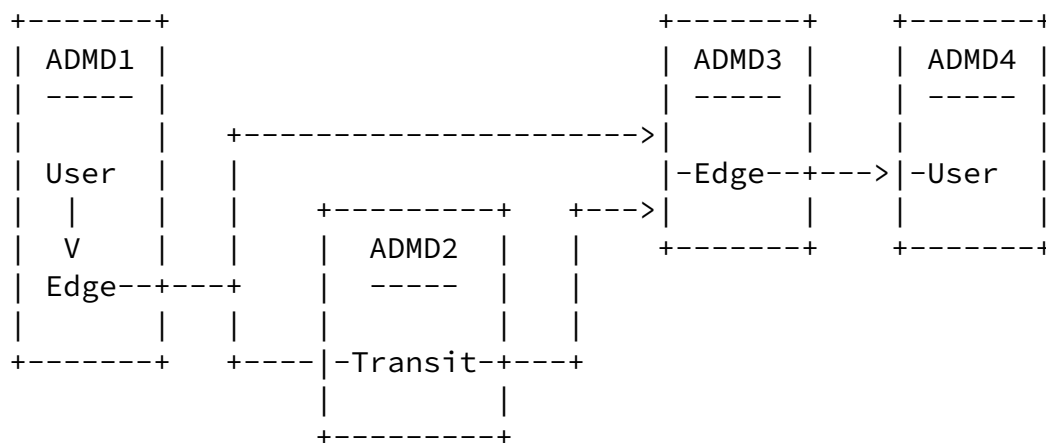 +-------+                           +-------+   +-------+
| ADMD1 |                           | ADMD3 |   | ADMD4 |
| ----- |                           | ----- |   | ----- |
|       |   +---------------------->|       |   |       |
| User  |   |                       |-Edge--+--->|-User  |
|  |    |   |    +---------+   +--->|       |   |       |
|  V    |   |    |  ADMD2  |   |    +-------+   +-------+
| Edge--+---+    |  -----  |   |
|       |   |    |         |   |
+-------+   +----|-Transit-+---+
                 |         |
                 +---------+